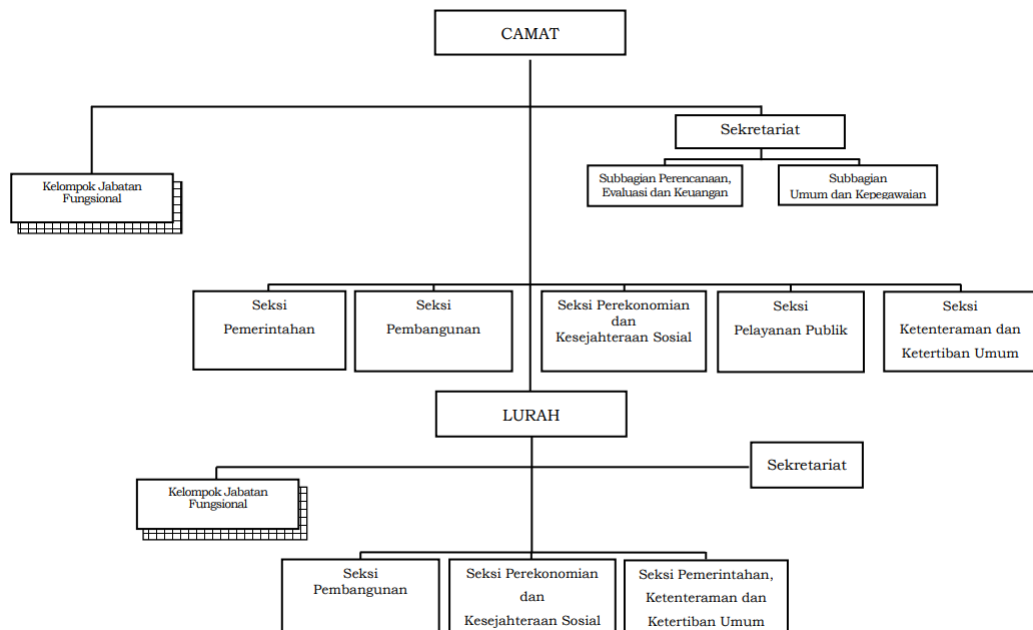 CAMAT
Sekretariat
Kelompok Jabatan
Fungsional
Subbagian Perencanaan,
Evaluasi dan Keuangan
Subbagian
Umum dan Kepegawaian
Seksi
Pemerintahan
Seksi
Pembangunan
Seksi Perekonomian
dan
Kesejahteraan Sosial
Seksi
Pelayanan Publik
Seksi
Ketenteraman dan
Ketertiban Umum
LURAH
Sekretariat
Kelompok Jabatan
Fungsional
Seksi
Pembangunan
Seksi Perekonomian
dan
Kesejahteraan Sosial
Seksi Pemerintahan,
Ketenteraman dan
Ketertiban Umum